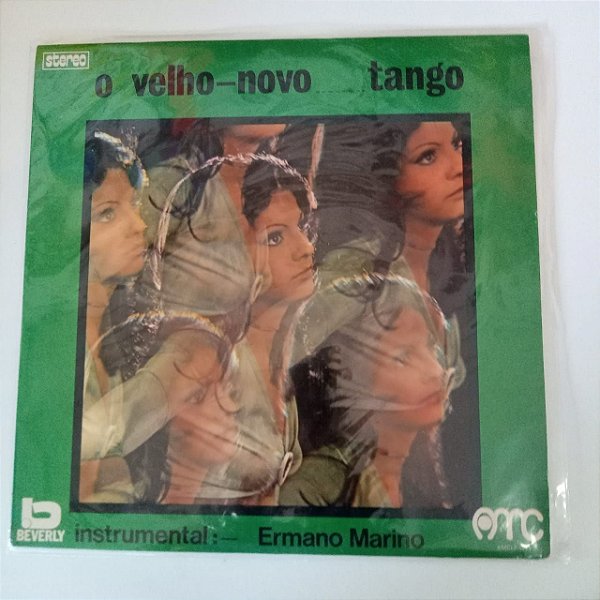 stereo
o velho-novo tango
BEVERLY
instrumental:- Ermano Marino
AMC